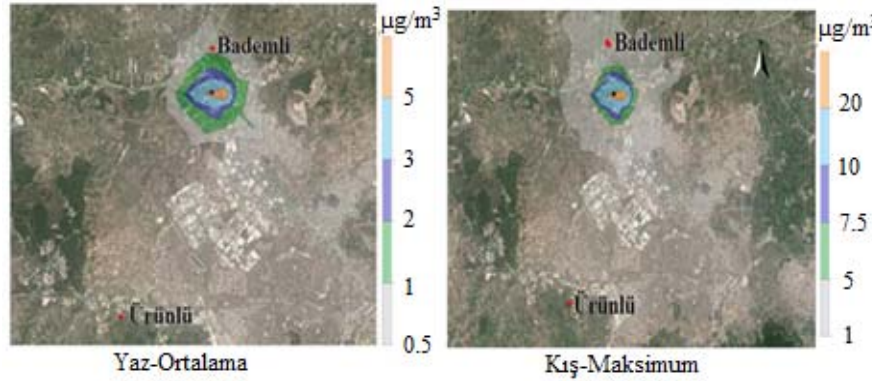 µg/m³
5
3
2
1
0.5
Bademli
Ürünlü
Yaz-Ortalama
µg/m³
20
10
7.5
5
1
Bademli
Ürünlü
Kış-Maksimum